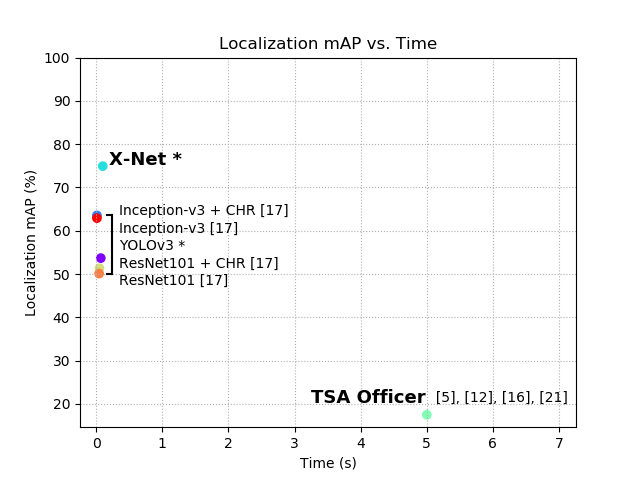 Localization mAP vs. Time
100
90
80
70
60
50
40
30
20
Localization mAP (%)
X-Net *
Inception-v3 + CHR [17]
Inception-v3 [17]
YOLOv3 *
ResNet101 + CHR [17]
ResNet101 [17]
TSA Officer [5], [12], [16], [21]
0 1 2 3 4 5 6 7
Time (s)